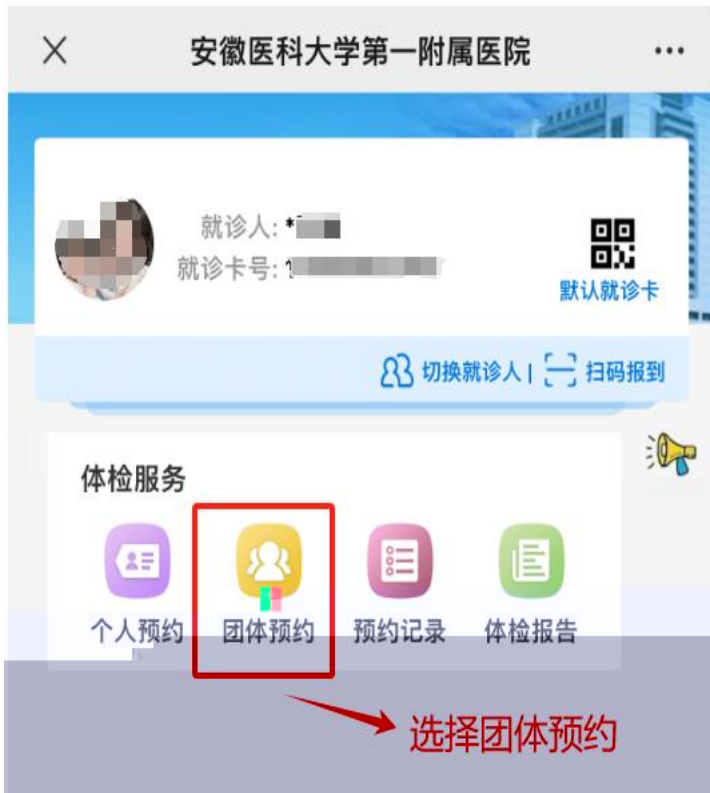 安徽医科大学第一附属医院
就诊人: *
就诊卡号:
默认就诊卡
切换就诊人 | 扫码报到
体检服务
个人预约 团体预约 预约记录 体检报告
选择团体预约